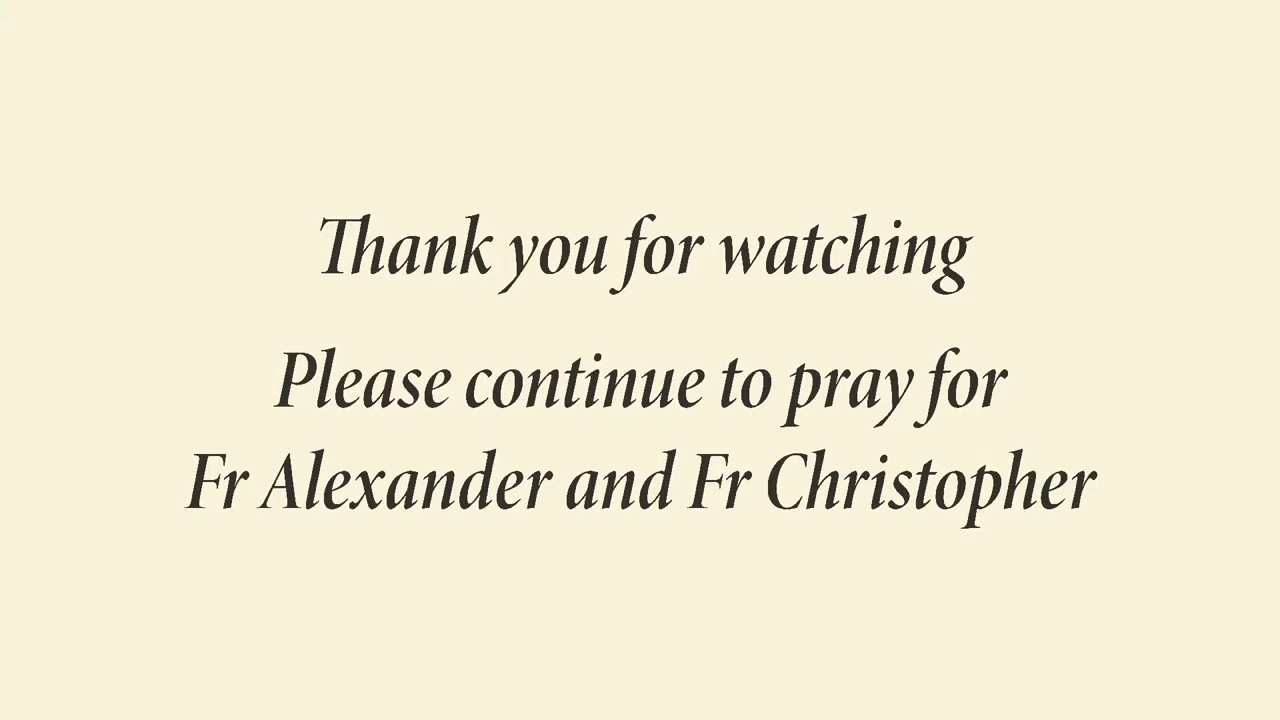 Thank you for watching
Please continue to pray for
Fr Alexander and Fr Christopher